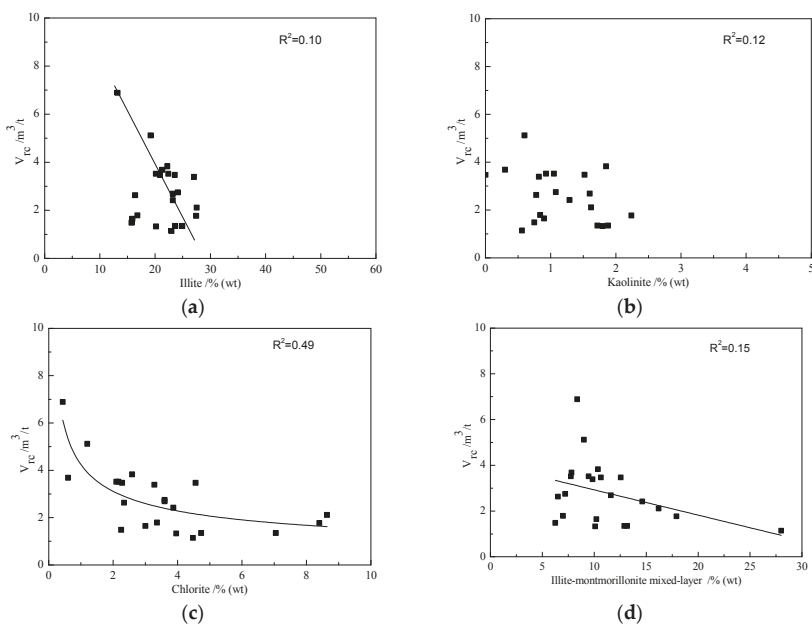 10
8
6
4
2
0
V_rc /m³/t
R²=0.10
0 10 20 30 40 50 60
Illite /% (wt)
(a)
10
8
6
4
2
0
V_rc /m³/t
R²=0.12
0 1 2 3 4 5
Kaolinite /% (wt)
(b)
10
8
6
4
2
0
V_rc /m³/t
R²=0.49
0 2 4 6 8 10
Chlorite /% (wt)
(c)
10
8
6
4
2
0
V_rc /m³/t
R²=0.15
0 5 10 15 20 25 30
Illite-montmorillonite mixed-layer /% (wt)
(d)